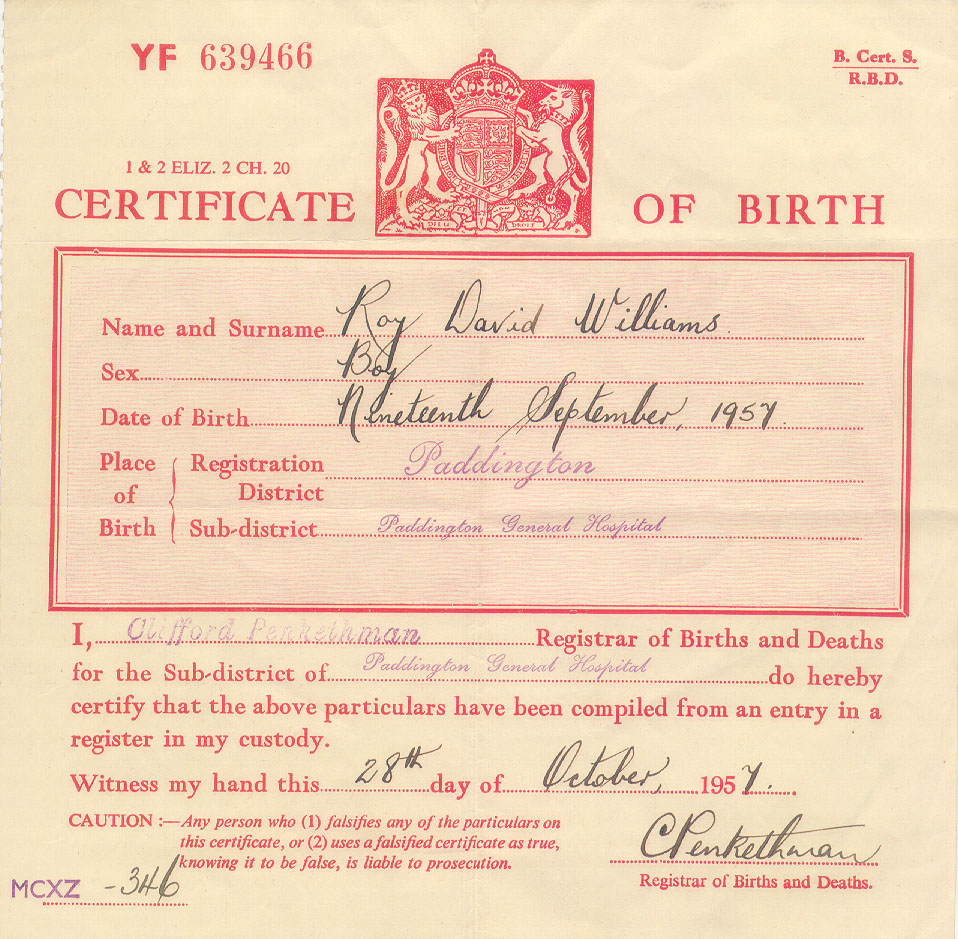 YF 639466
B. Cert. S.
R.B.D.
1 & 2 ELIZ. 2 CH. 20
CERTIFICATE OF BIRTH
DIEU ET MON DROIT
Name and Surname Roy David Williams
Sex Boy
Date of Birth Nineteenth September, 1957.
Place of Birth { Registration District Paddington
Sub-district Paddington General Hospital
I, Clifford Penkethman Registrar of Births and Deaths
for the Sub-district of Paddington General Hospital do hereby
certify that the above particulars have been compiled from an entry in a
register in my custody.
Witness my hand this 28th day of October, 1957.
CAUTION :—Any person who (1) falsifies any of the particulars on
this certificate, or (2) uses a falsified certificate as true,
knowing it to be false, is liable to prosecution.
CPenkethman
Registrar of Births and Deaths.
MCXZ -346